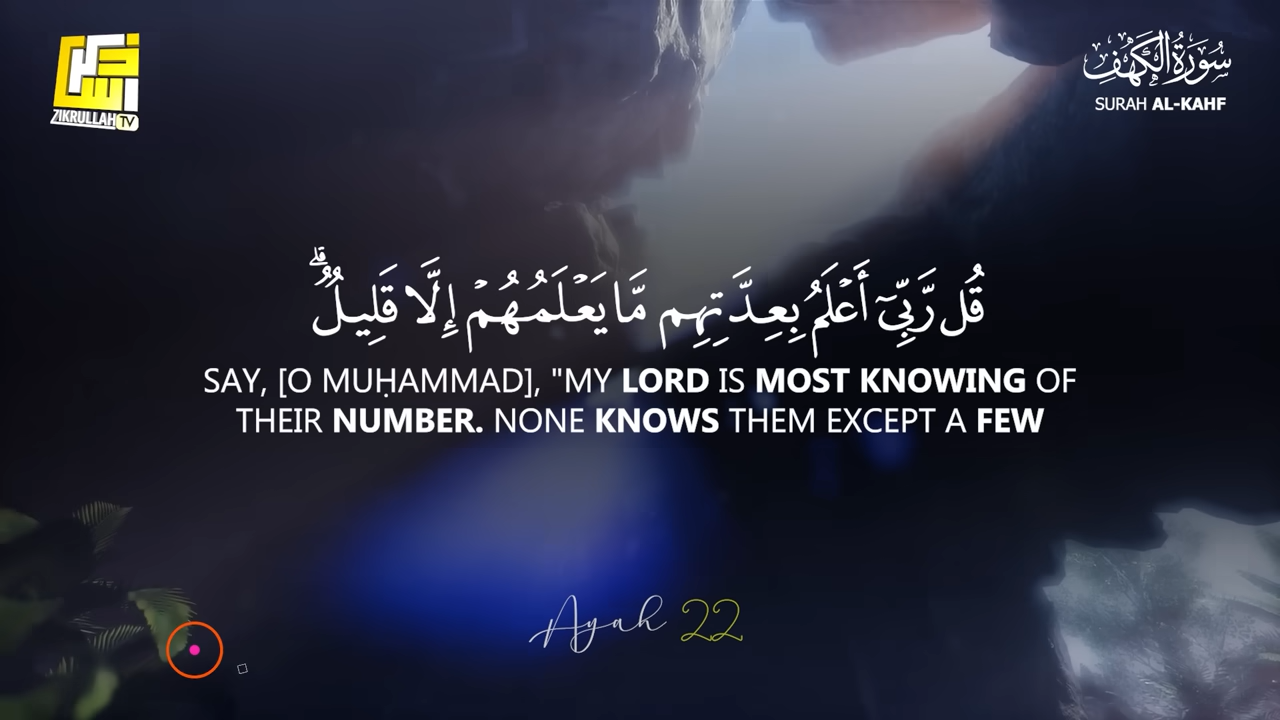 ذكر الله
ZIKRULLAH TV
سُورَةُ الكَهْفِ
SURAH AL-KAHF
قُل رَّبِّىٓ أَعْلَمُ بِعِدَّتِهِم مَّا يَعْلَمُهُمْ إِلَّا قَلِيلٌۗ
SAY, [O MUḤAMMAD], "MY LORD IS MOST KNOWING OF
THEIR NUMBER. NONE KNOWS THEM EXCEPT A FEW
Ayah 22